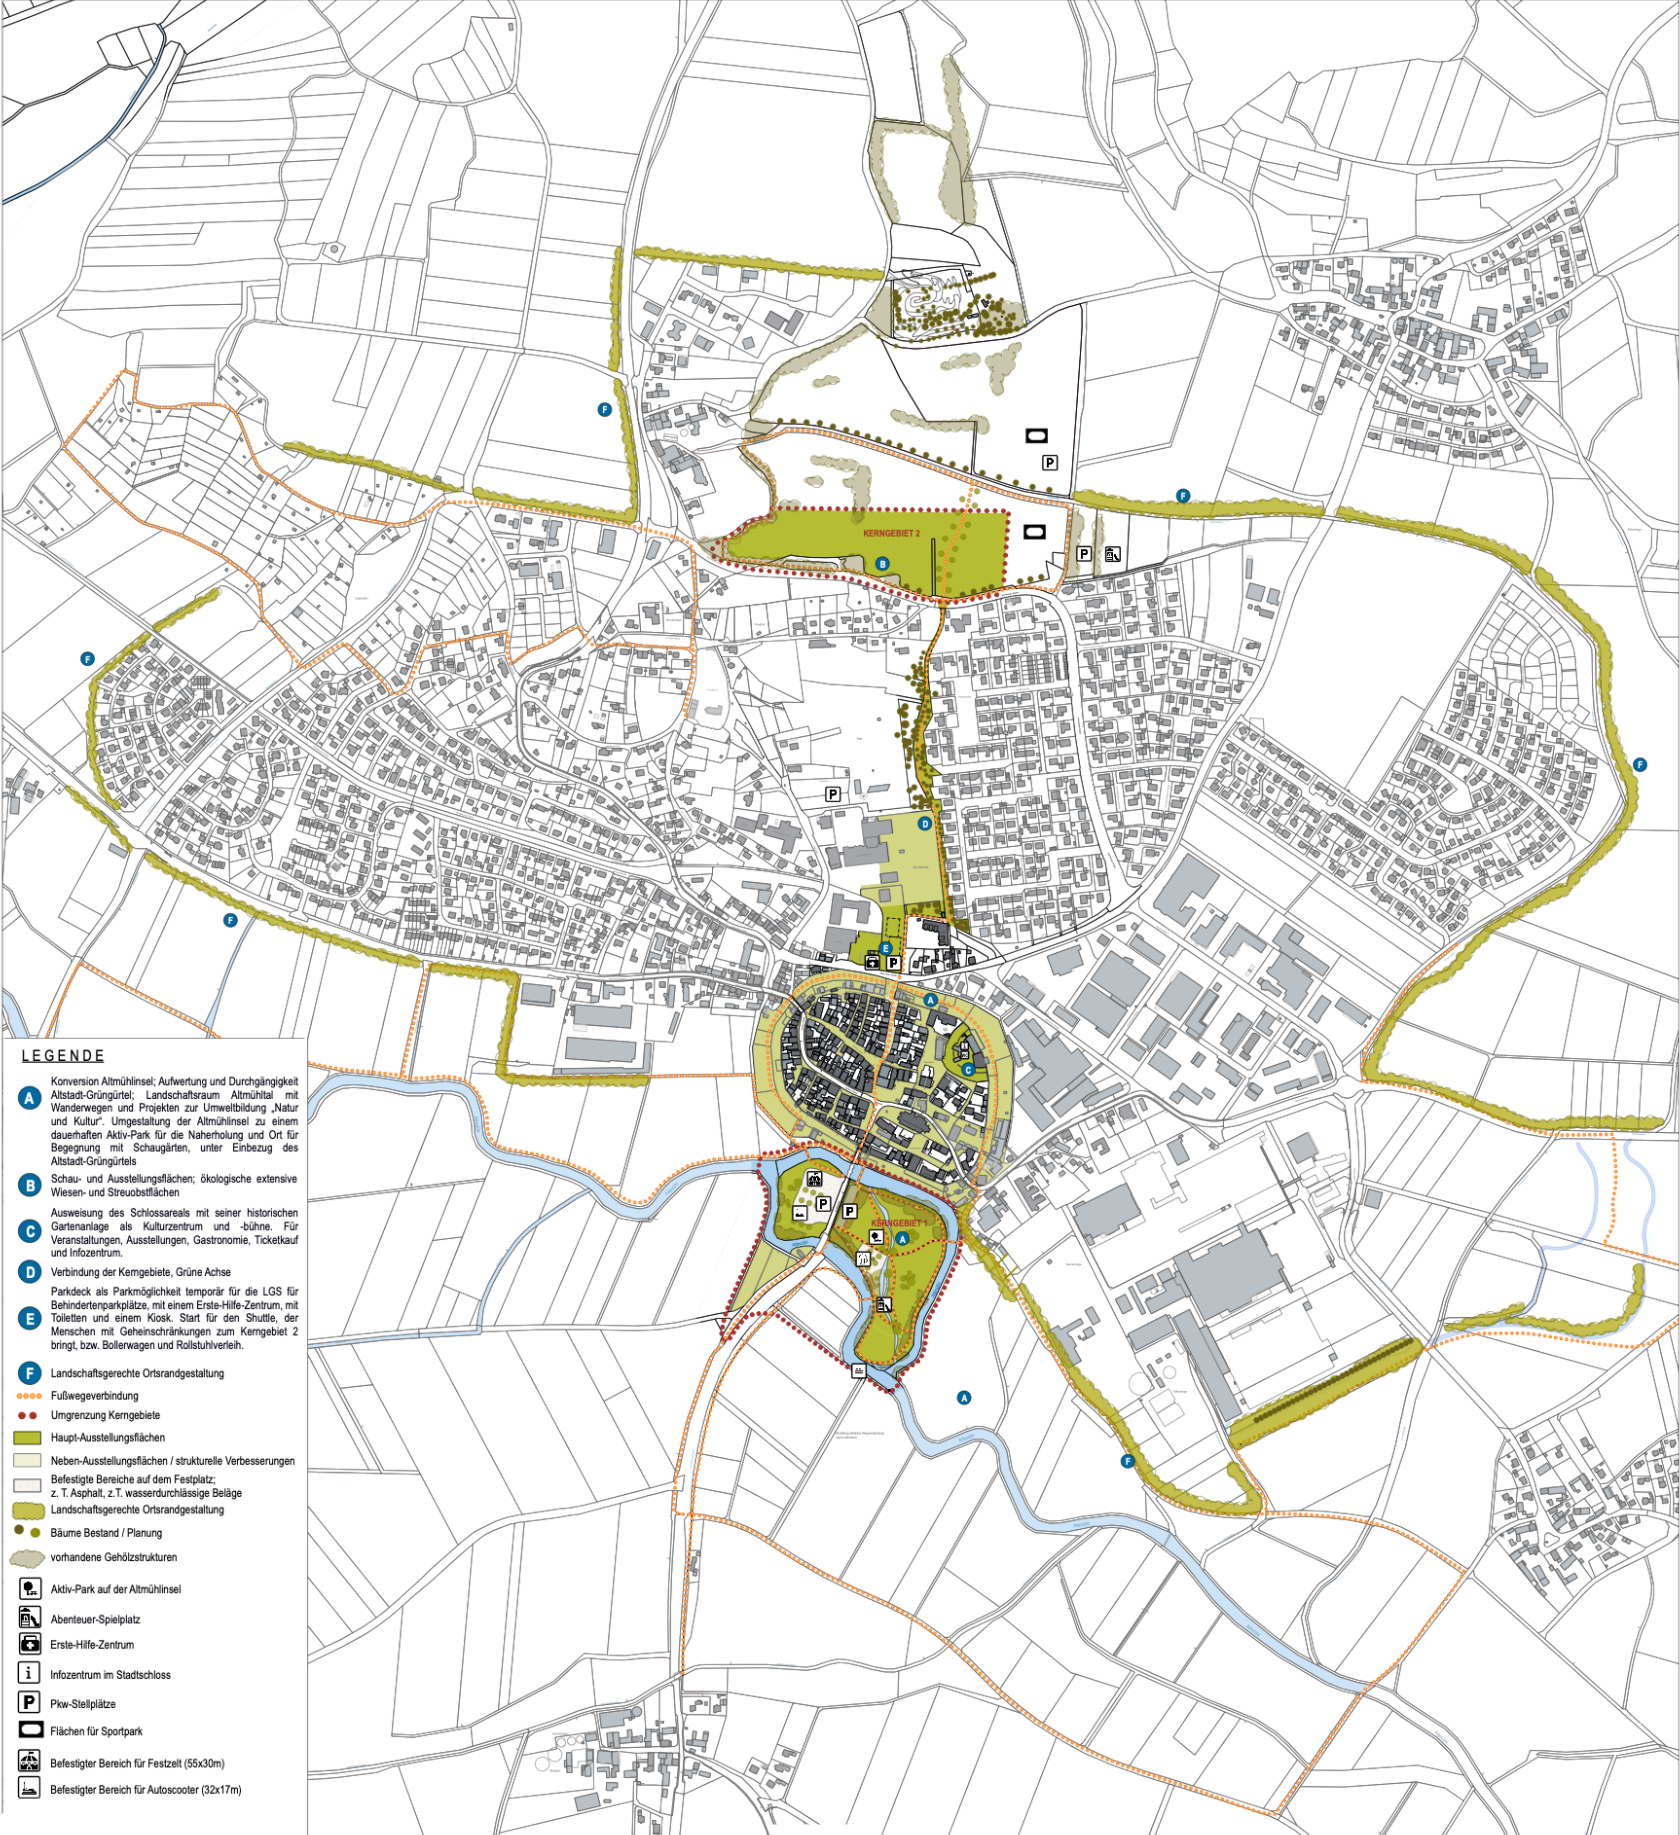 F
F
P
F
KERNGEBIET 2
P
B
F
F
P
D
F
E
P
A
C
LEGENDE
A Konversion Altmühlinsel; Aufwertung und Durchgängigkeit
Altstadt-Grüngürtel; Landschaftsraum Altmühltal mit
Wanderwegen und Projekten zur Umweltbildung „Natur
und Kultur“. Umgestaltung der Altmühlinsel zu einem
dauerhaften Aktiv-Park für die Naherholung und Ort für
Begegnung mit Schaugärten, unter Einbezug des
Altstadt-Grüngürtels
B Schau- und Ausstellungsflächen; ökologische extensive
Wiesen- und Streuobstflächen
C Ausweisung des Schlossareals mit seiner historischen
Gartenanlage als Kulturzentrum und -bühne. Für
Veranstaltungen, Ausstellungen, Gastronomie, Ticketkauf
und Infozentrum.
D Verbindung der Kerngebiete, Grüne Achse
E Parkdeck als Parkmöglichkeit temporär für die LGS für
Behindertenparkplätze, mit einem Erste-Hilfe-Zentrum, mit
Toiletten und einem Kiosk. Start für den Shuttle, der
Menschen mit Geheinschränkungen zum Kerngebiet 2
bringt, bzw. Bollerwagen und Rollstuhlverleih.
F Landschaftsgerechte Ortsrandgestaltung
Fußwegeverbindung
Umgrenzung Kerngebiete
Haupt-Ausstellungsflächen
Neben-Ausstellungsflächen / strukturelle Verbesserungen
Befestigte Bereiche auf dem Festplatz;
z. T. Asphalt, z.T. wasserdurchlässige Beläge
Landschaftsgerechte Ortsrandgestaltung
Bäume Bestand / Planung
vorhandene Gehölzstrukturen
Aktiv-Park auf der Altmühlinsel
Abenteuer-Spielplatz
Erste-Hilfe-Zentrum
i Infozentrum im Stadtschloss
P Pkw-Stellplätze
Flächen für Sportpark
Befestigter Bereich für Festzelt (55x30m)
Befestigter Bereich für Autoscooter (32x17m)
P
P
KERNGEBIET 1
A
A
F